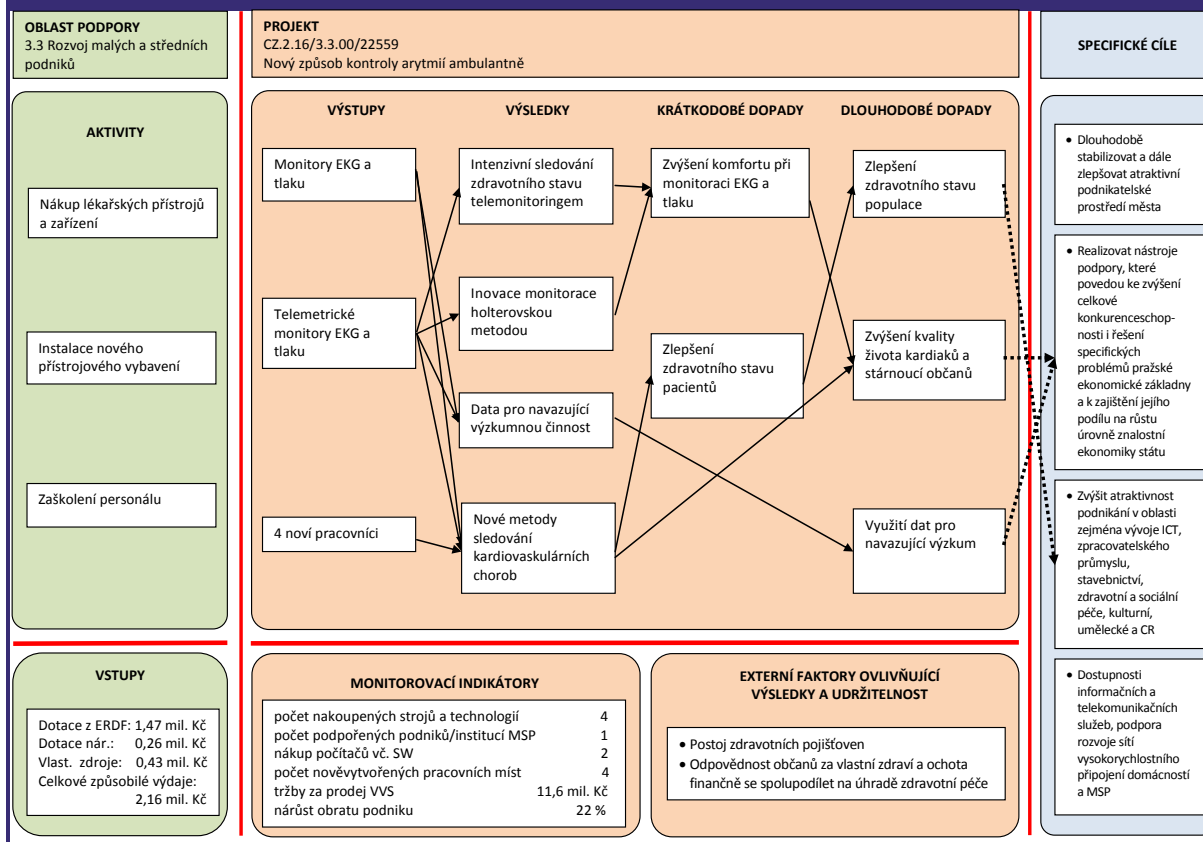 OBLAST PODPORY
3.3 Rozvoj malých a středních
podniků
PROJEKT
CZ.2.16/3.3.00/22559
Nový způsob kontroly arytmií ambulantně
SPECIFICKÉ CÍLE
AKTIVITY
Nákup lékařských přístrojů
a zařízení
Instalace nového
přístrojového vybavení
Zaškolení personálu
VÝSTUPY
Monitory EKG a
tlaku
Telemetrické
monitory EKG a
tlaku
4 noví pracovníci
VÝSLEDKY
Intenzivní sledování
zdravotního stavu
telemonitoringem
Inovace monitorace
holterovskou
metodou
Data pro navazující
výzkumnou činnost
Nové metody
sledování
kardiovaskulárních
chorob
KRÁTKODOBÉ DOPADY
Zvýšení komfortu při
monitoraci EKG a
tlaku
Zlepšení
zdravotního stavu
pacientů
DLOUHODOBÉ DOPADY
Zlepšení
zdravotního stavu
populace
Zvýšení kvality
života kardiaků a
stárnoucí občanů
Využití dat pro
navazující výzkum
• Dlouhodobě
stabilizovat a dále
zlepšovat atraktivní
podnikatelské
prostředí města
• Realizovat nástroje
podpory, které
povedou ke zvýšení
celkové
konkurenceschop-
nosti i řešení
specifických
problémů pražské
ekonomické základny
a k zajištění jejího
podílu na růstu
úrovně znalostní
ekonomiky státu
• Zvýšit atraktivnost
podnikání v oblasti
zejména vývoje ICT,
zpracovatelského
průmyslu,
stavebnictví,
zdravotní a sociální
péče, kulturní,
umělecké a CR
• Dostupnosti
informačních a
telekomunikačních
služeb, podpora
rozvoje sítí
vysokorychlostního
připojení domácností
a MSP
VSTUPY
Dotace z ERDF: 1,47 mil. Kč
Dotace nár.: 0,26 mil. Kč
Vlast. zdroje: 0,43 mil. Kč
Celkové způsobilé výdaje:
2,16 mil. Kč
MONITOROVACÍ INDIKÁTORY
počet nakoupených strojů a technologií 4
počet podpořených podniků/institucí MSP 1
nákup počítačů vč. SW 2
počet nověvytvořených pracovních míst 4
tržby za prodej VVS 11,6 mil. Kč
nárůst obratu podniku 22 %
EXTERNÍ FAKTORY OVLIVŇUJÍCÍ
VÝSLEDKY A UDRŽITELNOST
• Postoj zdravotních pojišťoven
• Odpovědnost občanů za vlastní zdraví a ochota
finančně se spolupodílet na úhradě zdravotní péče